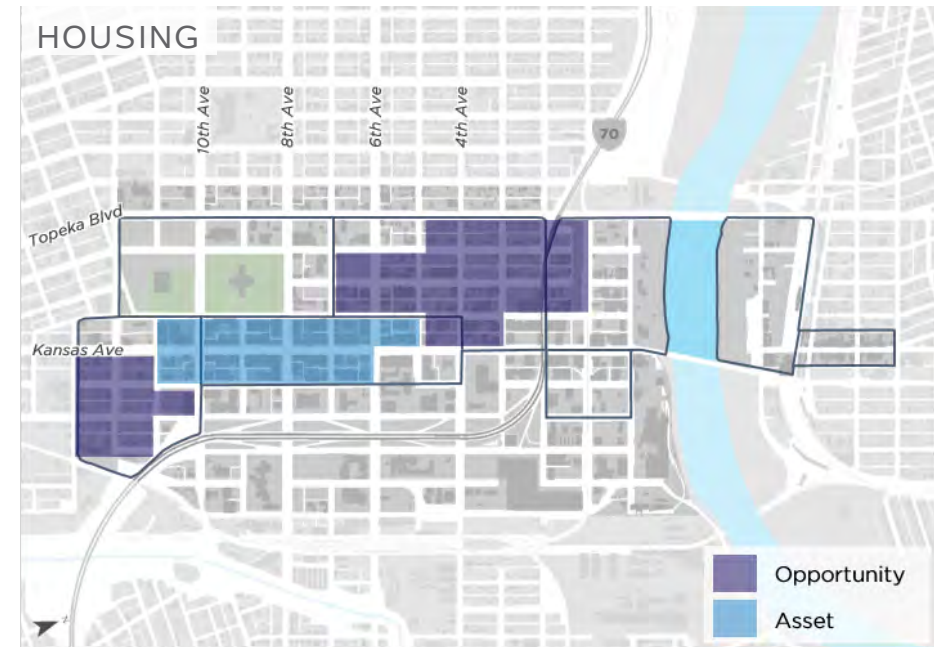 HOUSING
10th Ave
8th Ave
6th Ave
4th Ave
70
Topeka Blvd
Kansas Ave
Opportunity
Asset